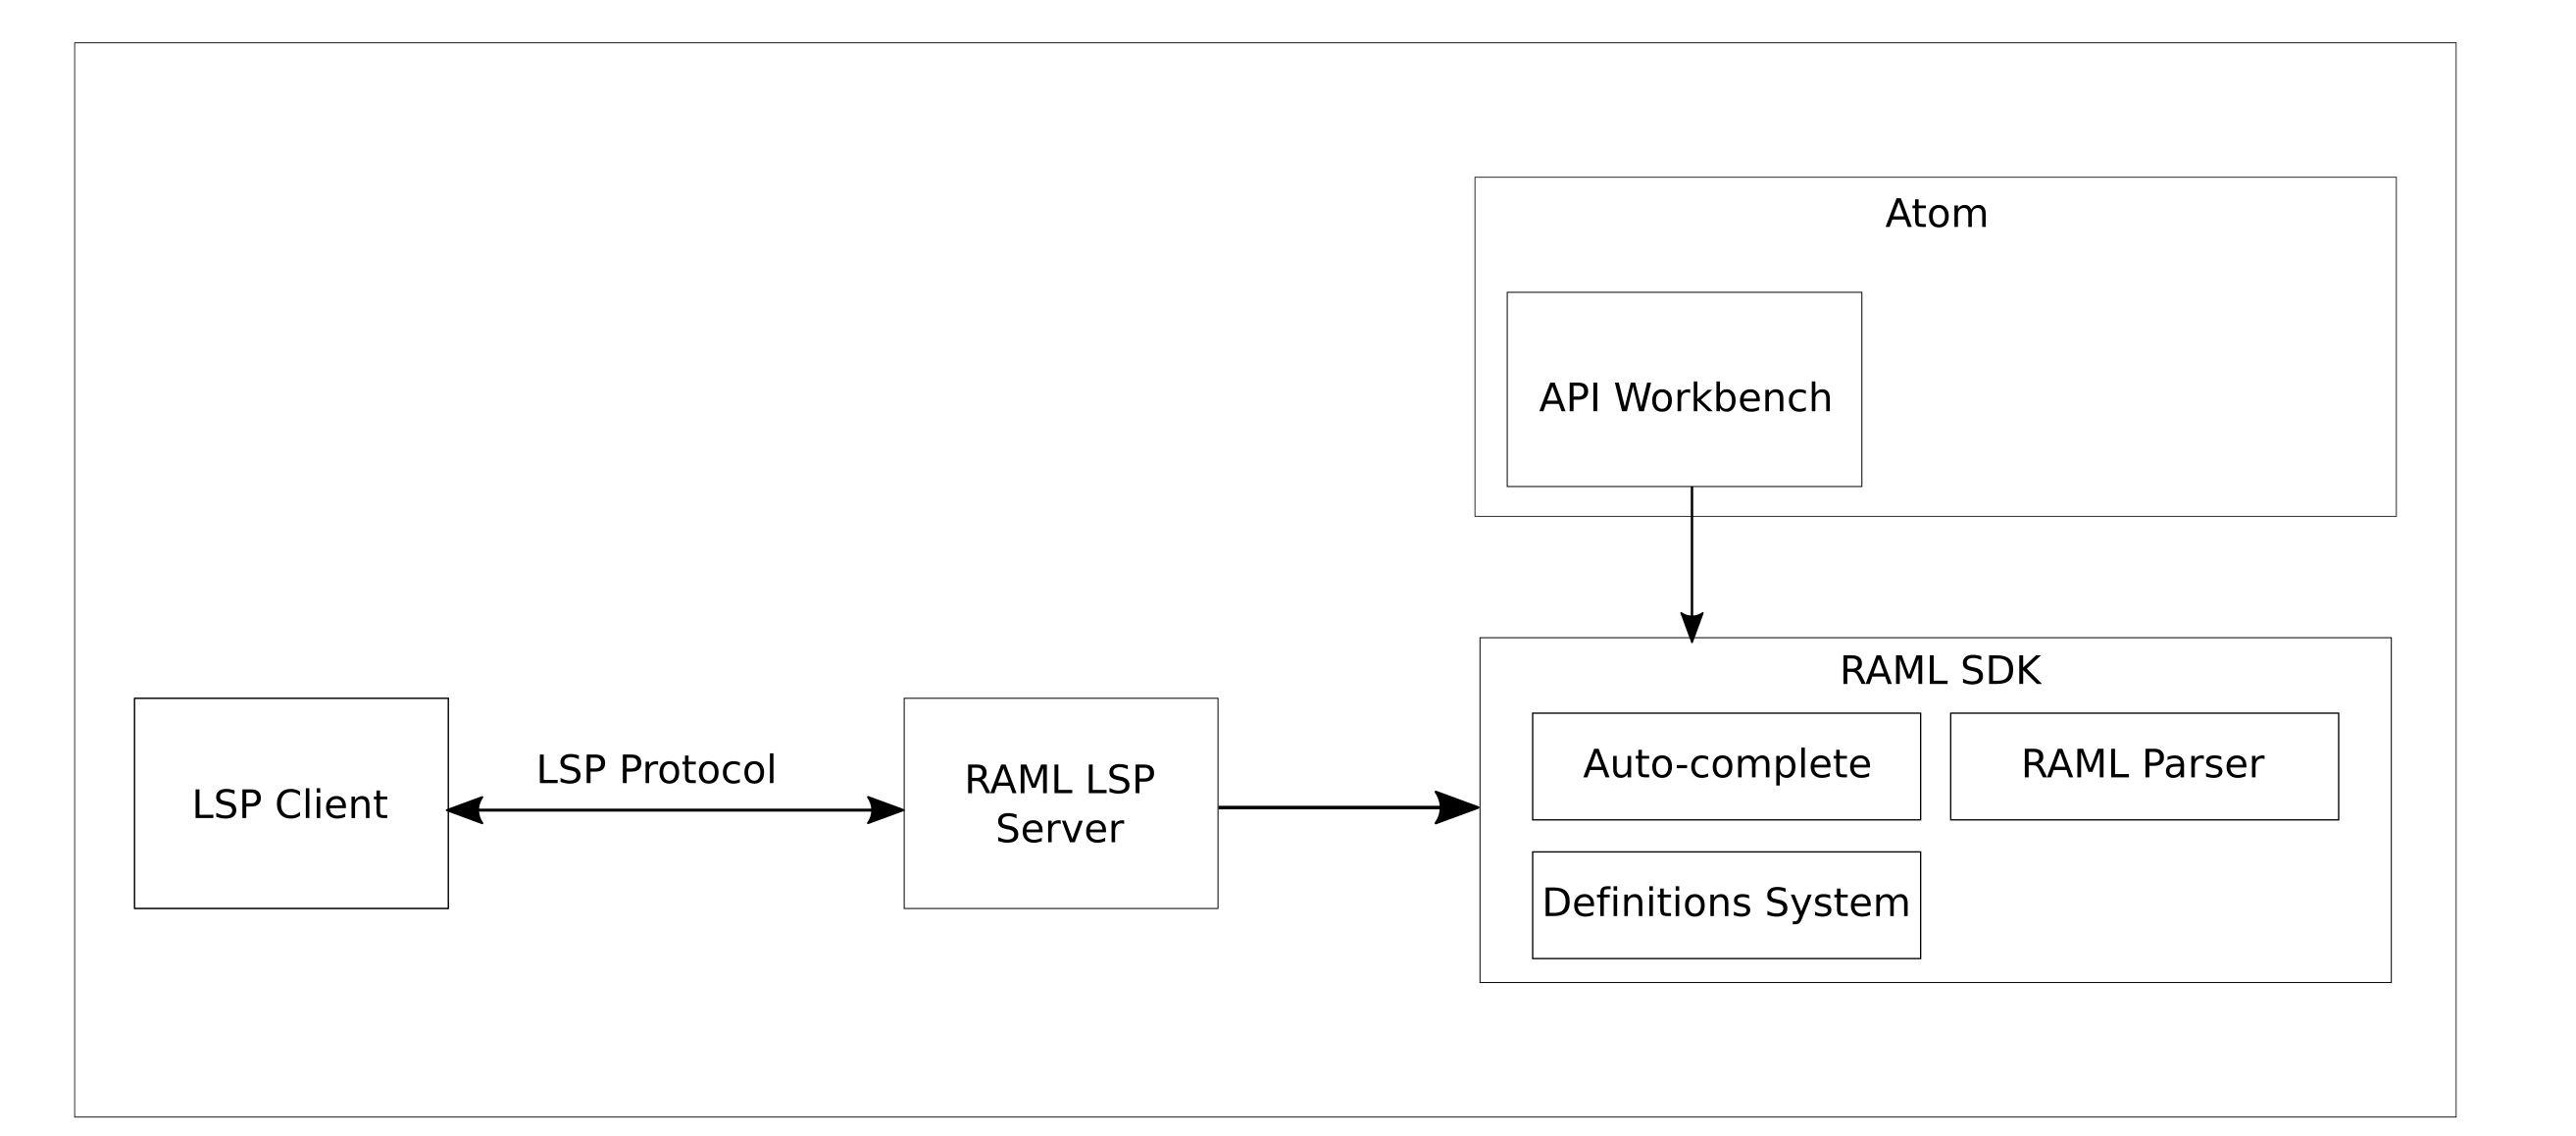 Atom
API Workbench
RAML SDK
Auto-complete
RAML Parser
Definitions System
LSP Client
LSP Protocol
RAML LSP
Server